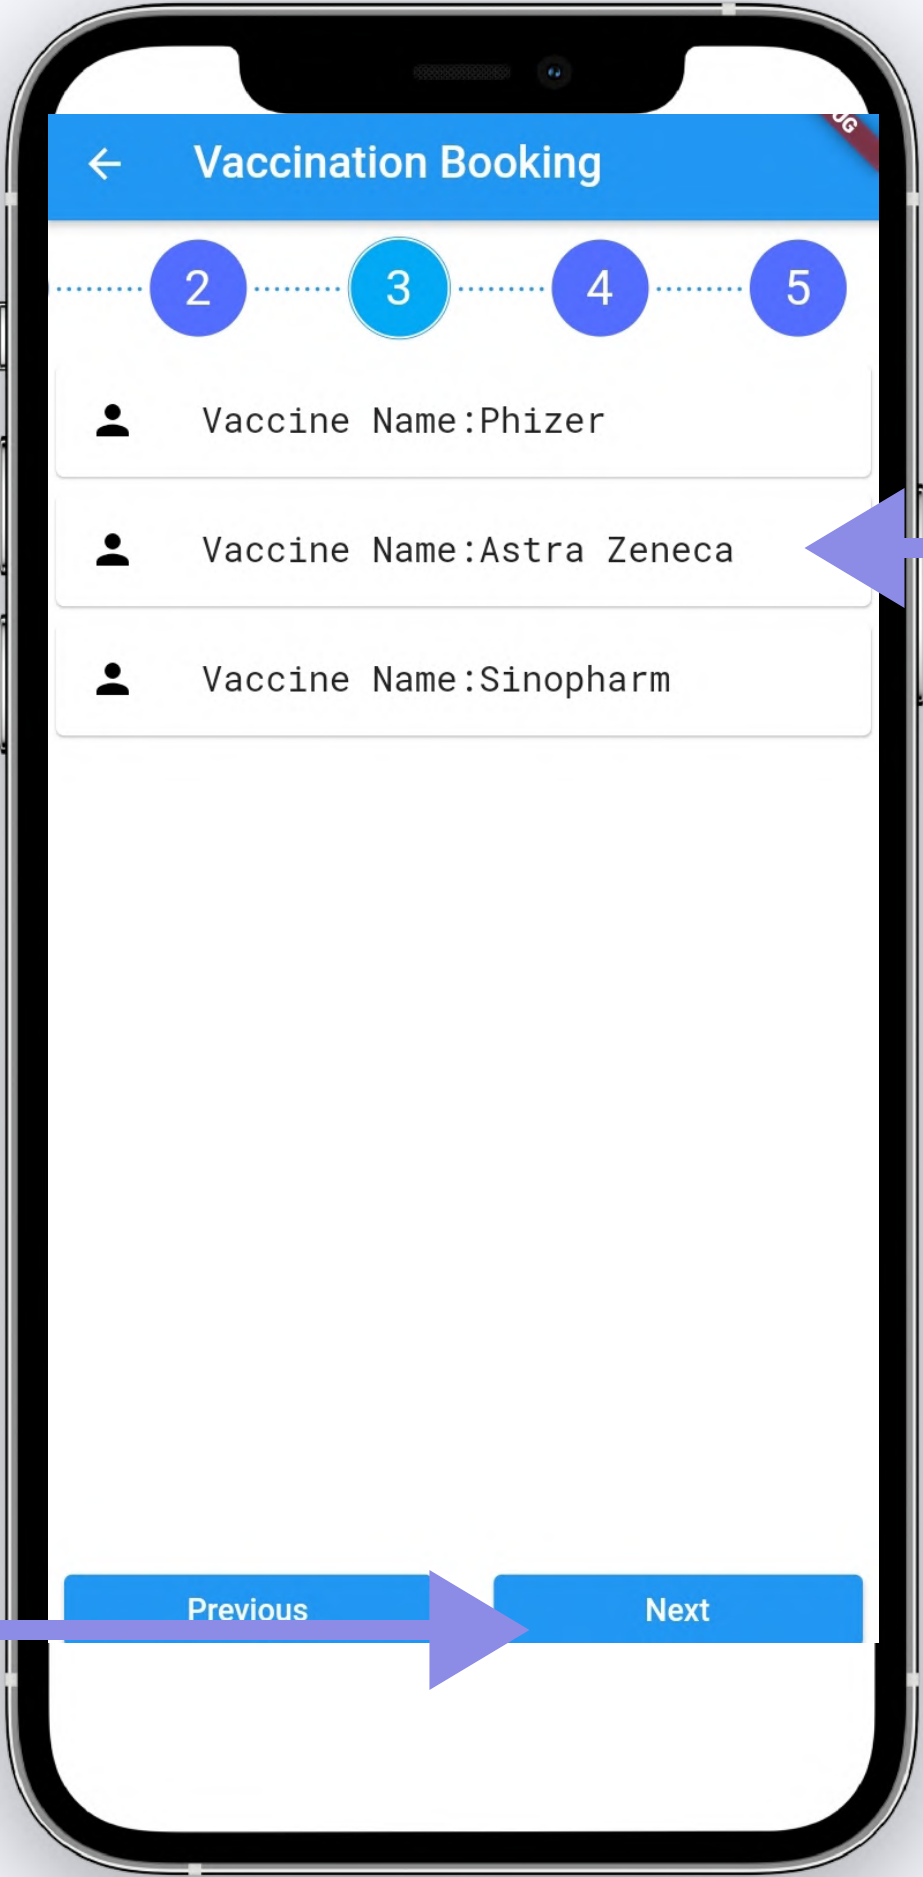 Vaccination Booking
2 3 4 5
Vaccine Name:Phizer
Vaccine Name:Astra Zeneca
Vaccine Name:Sinopharm
Previous Next